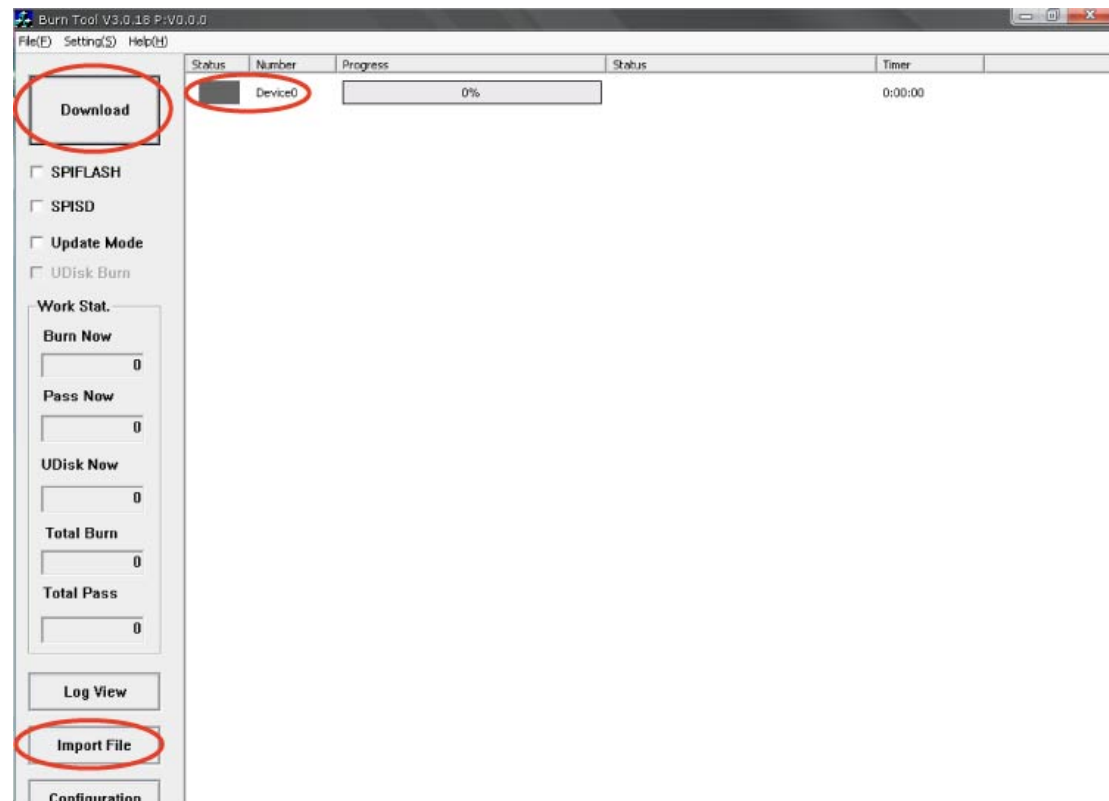 Burn Tool V3.0.18 P:V0.0.0
File(F) Setting(S) Help(H)
Status Number Progress Status Timer
Download
Device0 0% 0:00:00
SPIFLASH
SPISD
Update Mode
UDisk Burn
Work Stat.
Burn Now
0
Pass Now
0
UDisk Now
0
Total Burn
0
Total Pass
0
Log View
Import File
Configuration